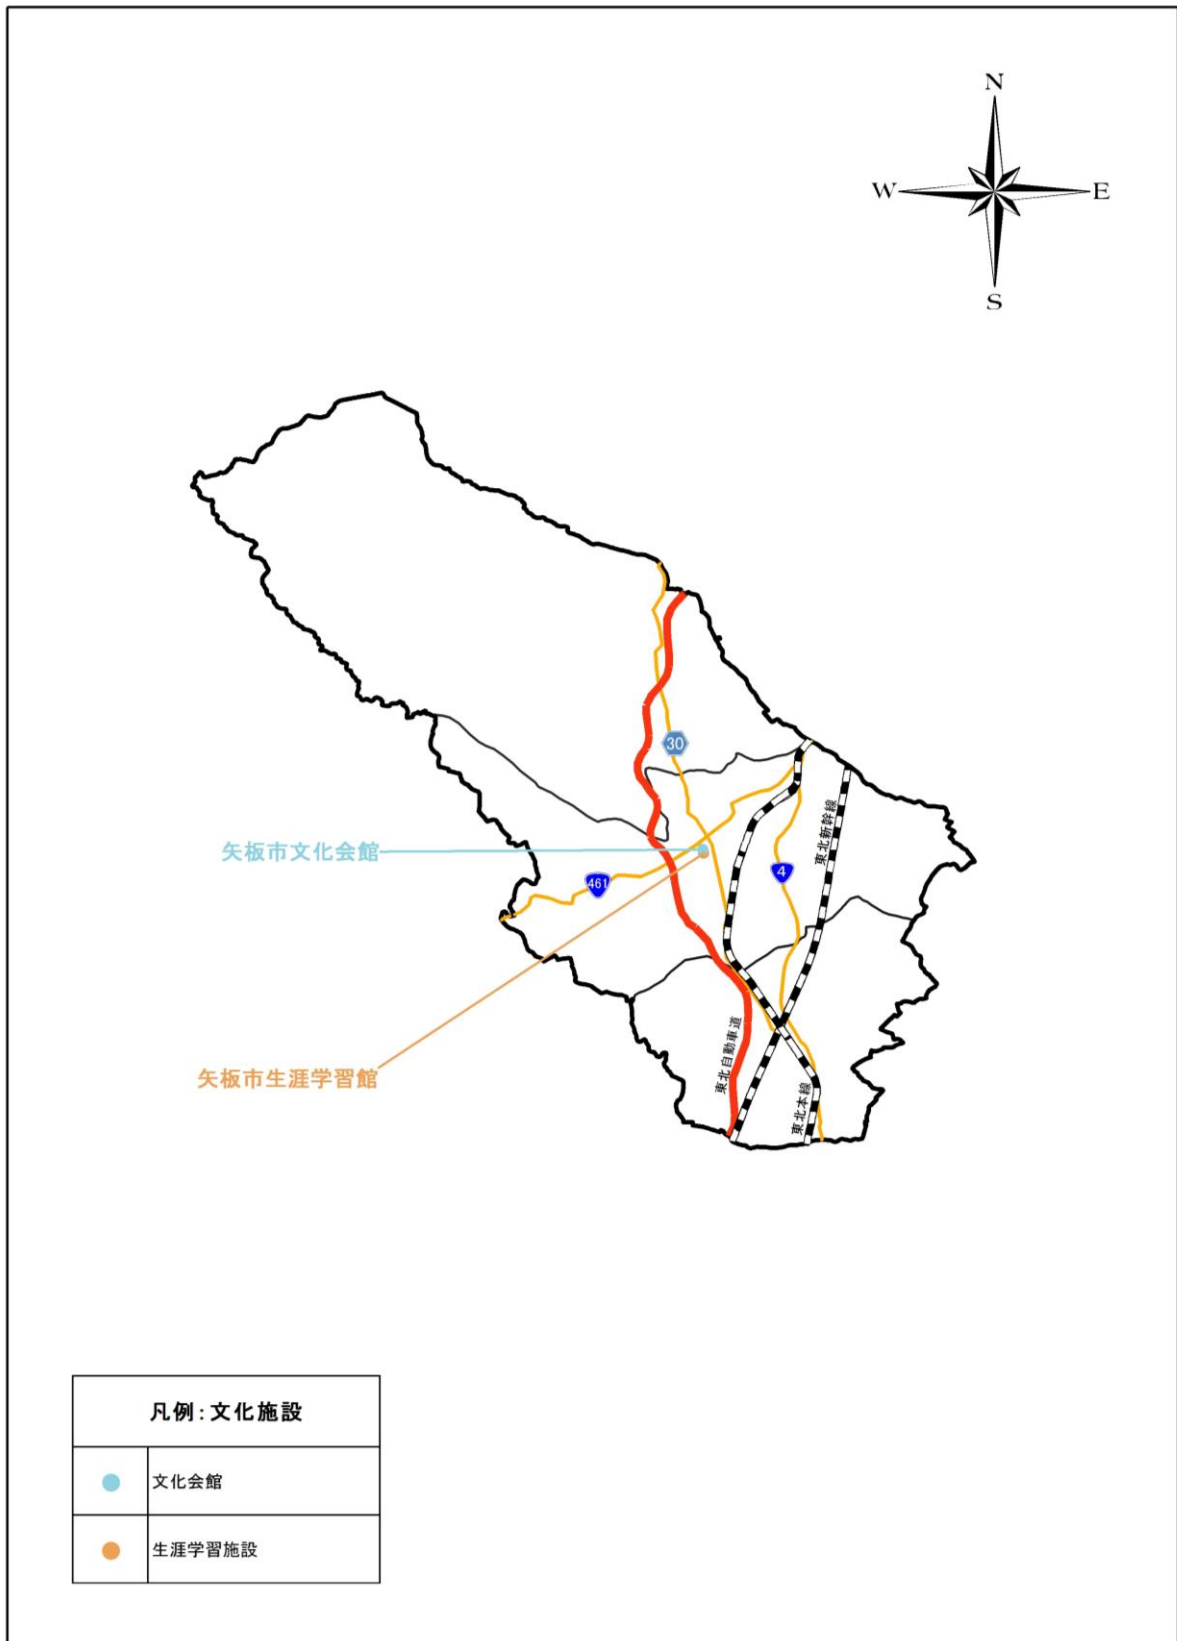 N
W
E
S
30
矢板市文化会館
461
4
東北新幹線
矢板市生涯学習館
東北自動車道
東北本線
凡例:文化施設
文化会館
生涯学習施設